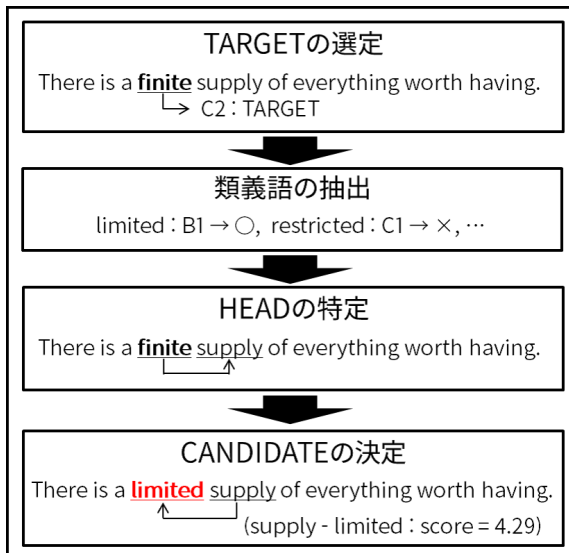 TARGETの選定
There is a finite supply of everything worth having.
C2 : TARGET
類義語の抽出
limited : B1 → ○, restricted : C1 → ×, …
HEADの特定
There is a finite supply of everything worth having.
CANDIDATEの決定
There is a limited supply of everything worth having.
(supply - limited : score = 4.29)